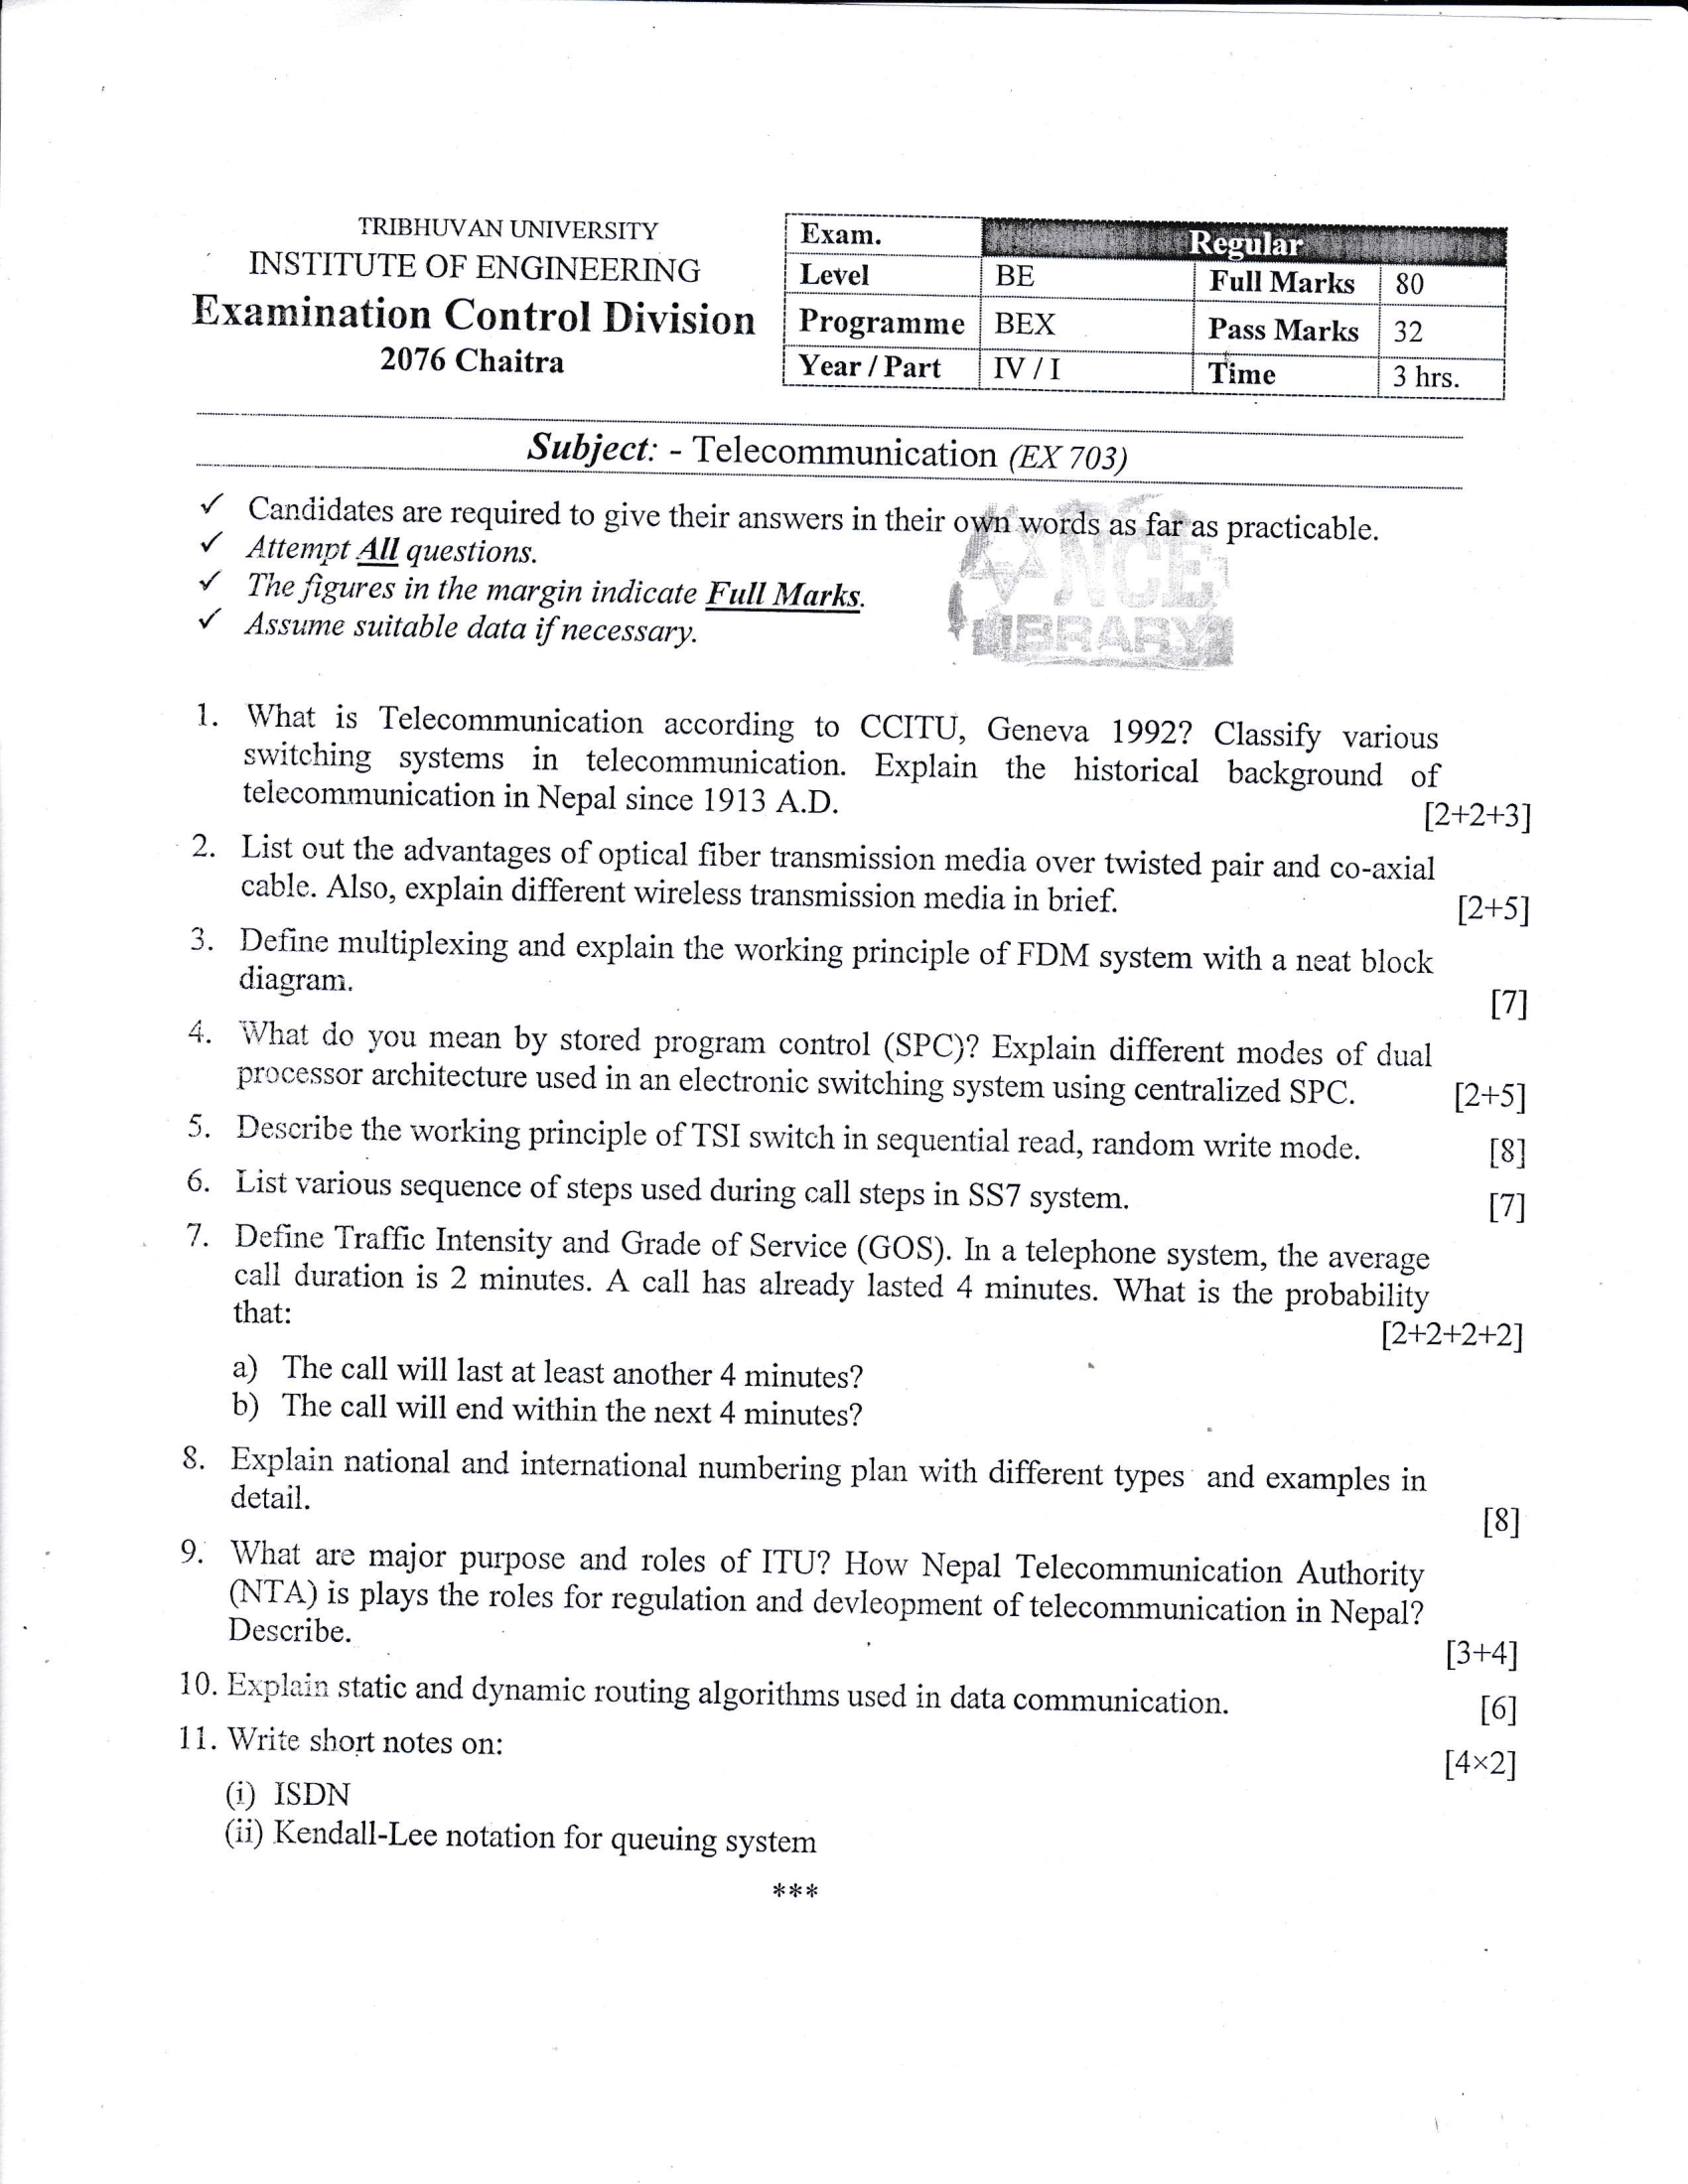 TRIBHUVAN UNIVERSITY
INSTITUTE OF ENGINEERING
Examination Control Division
2076 Chaitra
Exam. Regular
Level BE Full Marks 80
Programme BEX Pass Marks 32
Year / Part IV / I Time 3 hrs.
Subject: - Telecommunication (EX 703)
✓ Candidates are required to give their answers in their own words as far as practicable.
✓ Attempt All questions.
✓ The figures in the margin indicate Full Marks.
✓ Assume suitable data if necessary.
NCE
LIBRARY
1. What is Telecommunication according to CCITU, Geneva 1992? Classify various
switching systems in telecommunication. Explain the historical background of
telecommunication in Nepal since 1913 A.D. [2+2+3]
2. List out the advantages of optical fiber transmission media over twisted pair and co-axial
cable. Also, explain different wireless transmission media in brief. [2+5]
3. Define multiplexing and explain the working principle of FDM system with a neat block
diagram. [7]
4. What do you mean by stored program control (SPC)? Explain different modes of dual
processor architecture used in an electronic switching system using centralized SPC. [2+5]
5. Describe the working principle of TSI switch in sequential read, random write mode. [8]
6. List various sequence of steps used during call steps in SS7 system. [7]
7. Define Traffic Intensity and Grade of Service (GOS). In a telephone system, the average
call duration is 2 minutes. A call has already lasted 4 minutes. What is the probability
that: [2+2+2+2]
a) The call will last at least another 4 minutes?
b) The call will end within the next 4 minutes?
8. Explain national and international numbering plan with different types and examples in
detail. [8]
9. What are major purpose and roles of ITU? How Nepal Telecommunication Authority
(NTA) is plays the roles for regulation and devleopment of telecommunication in Nepal?
Describe. [3+4]
10. Explain static and dynamic routing algorithms used in data communication. [6]
11. Write short notes on: [4×2]
(i) ISDN
(ii) Kendall-Lee notation for queuing system
***